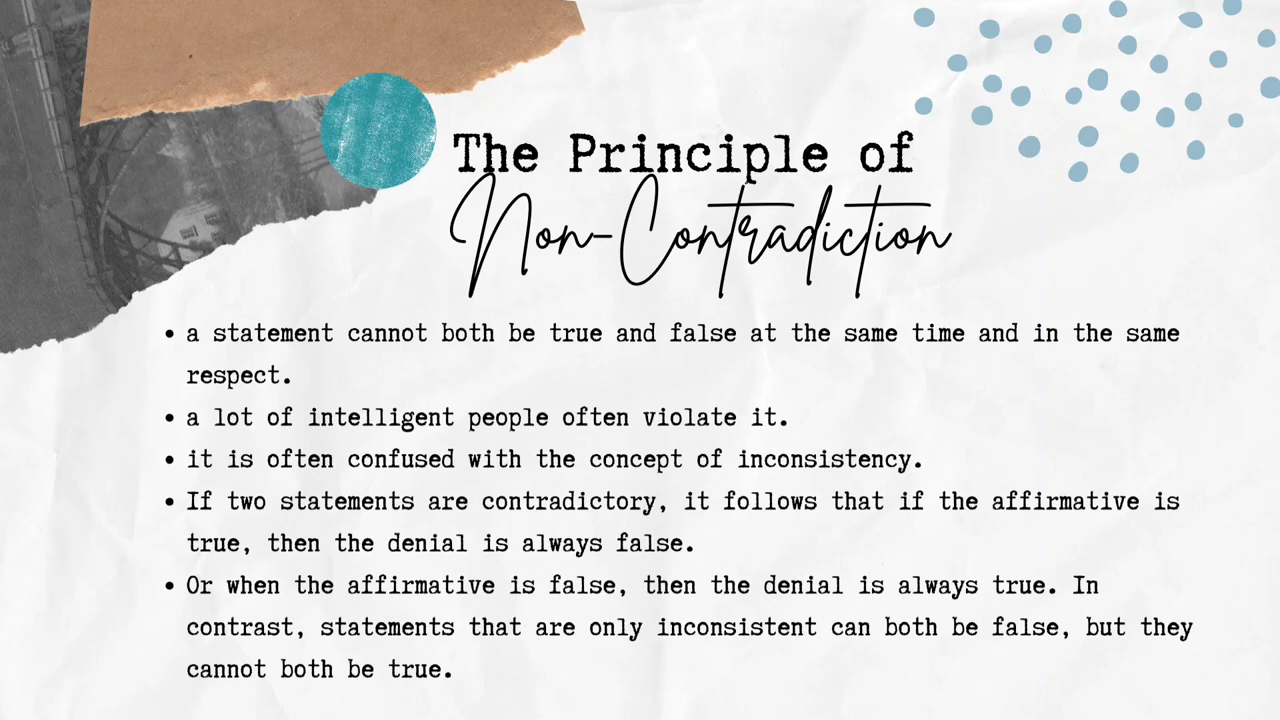 The Principle of
Non-Contradiction
• a statement cannot both be true and false at the same time and in the same
respect.
• a lot of intelligent people often violate it.
• it is often confused with the concept of inconsistency.
• If two statements are contradictory, it follows that if the affirmative is
true, then the denial is always false.
• Or when the affirmative is false, then the denial is always true. In
contrast, statements that are only inconsistent can both be false, but they
cannot both be true.